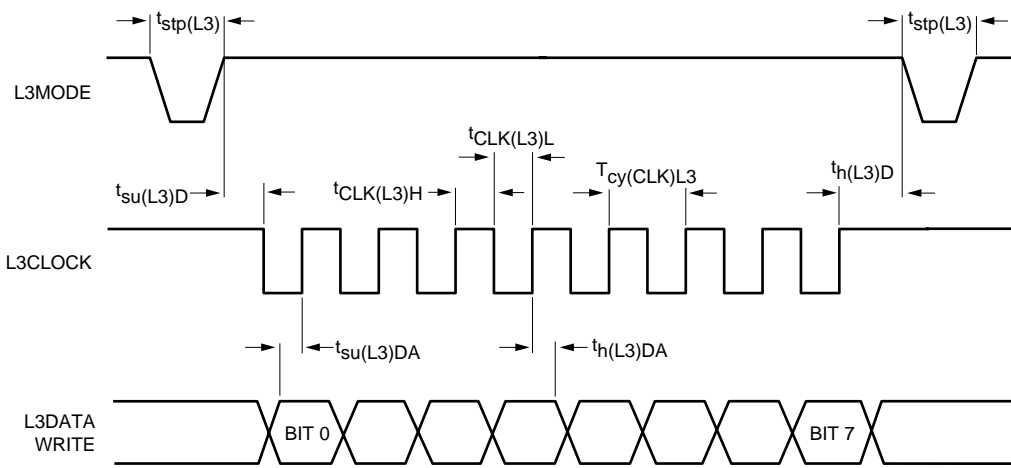 tstp(L3)
tstp(L3)
L3MODE
tCLK(L3)L
tsu(L3)D
tCLK(L3)H
Tcy(CLK)L3
th(L3)D
L3CLOCK
tsu(L3)DA
th(L3)DA
L3DATA
WRITE
BIT 0
BIT 7